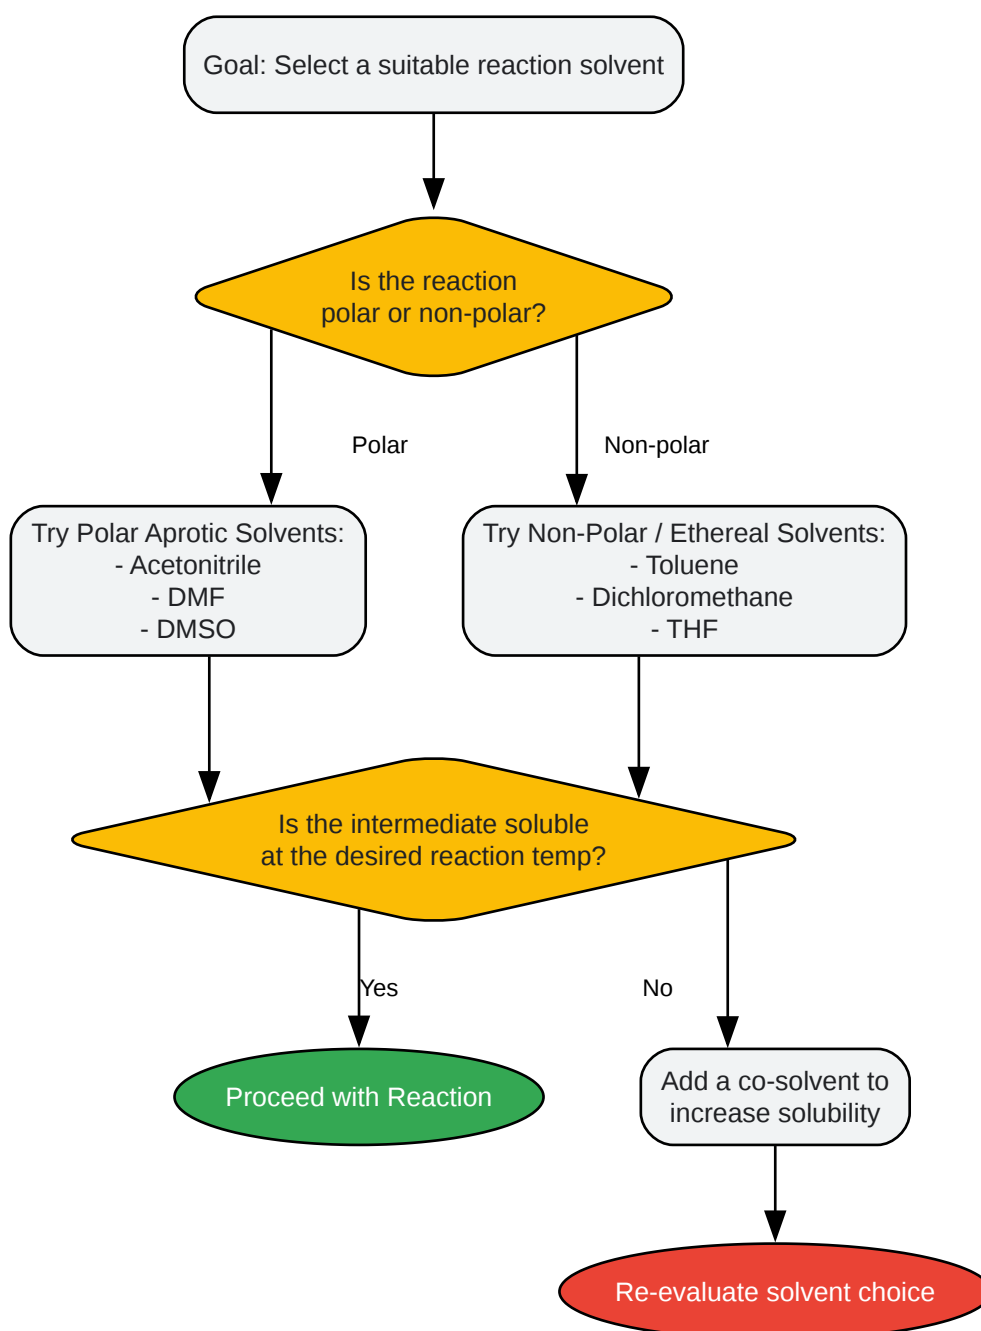 Goal: Select a suitable reaction solvent
Is the reaction
polar or non-polar?
Polar
Non-polar
Try Polar Aprotic Solvents:
- Acetonitrile
- DMF
- DMSO
Try Non-Polar / Ethereal Solvents:
- Toluene
- Dichloromethane
- THF
Is the intermediate soluble
at the desired reaction temp?
Yes
No
Proceed with Reaction
Add a co-solvent to
increase solubility
Re-evaluate solvent choice